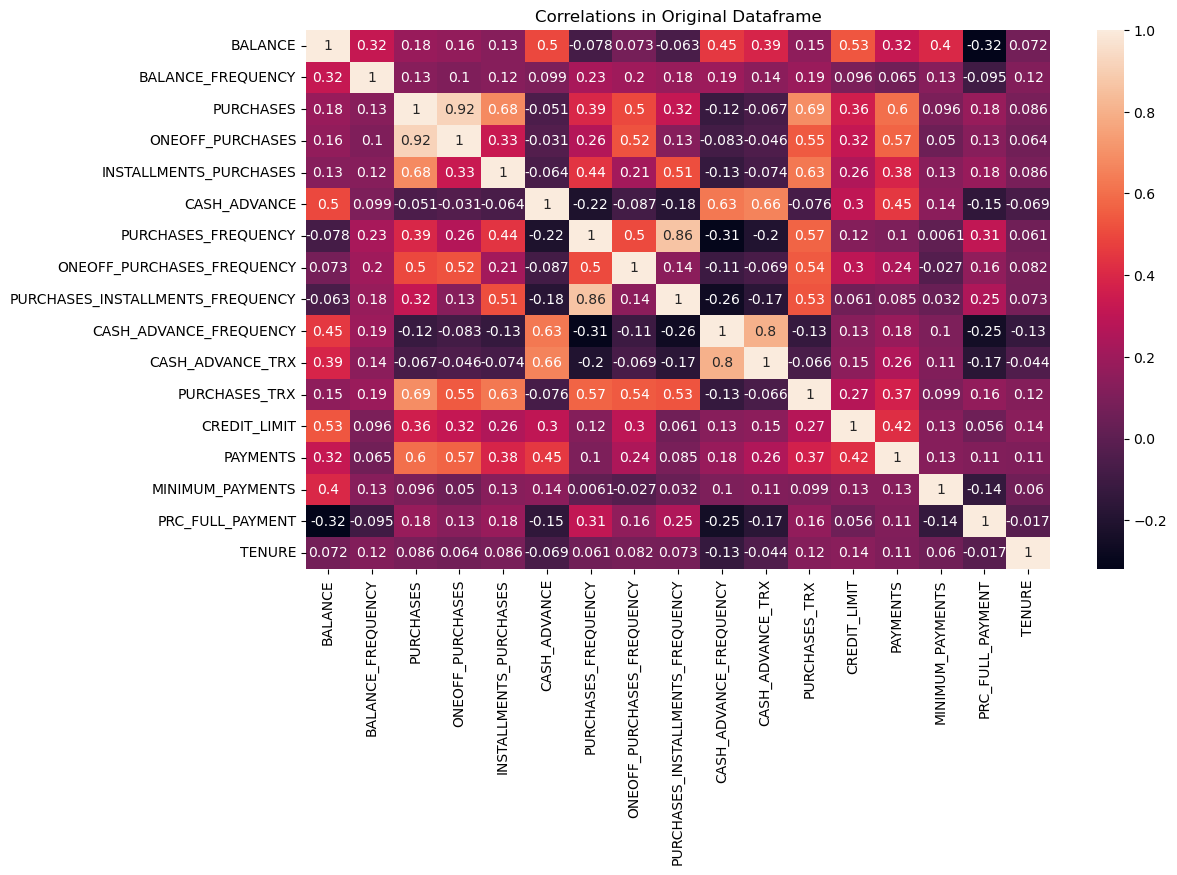 Correlations in Original Dataframe
BALANCE 1 0.32 0.18 0.16 0.13 0.5 -0.078 0.073 -0.063 0.45 0.39 0.15 0.53 0.32 0.4 -0.32 0.072
BALANCE_FREQUENCY 0.32 1 0.13 0.1 0.12 0.099 0.23 0.2 0.18 0.19 0.14 0.19 0.096 0.065 0.13 -0.095 0.12
PURCHASES 0.18 0.13 1 0.92 0.68 -0.051 0.39 0.5 0.32 -0.12 -0.067 0.69 0.36 0.6 0.096 0.18 0.086
ONEOFF_PURCHASES 0.16 0.1 0.92 1 0.33 -0.031 0.26 0.52 0.13 -0.083 -0.046 0.55 0.32 0.57 0.05 0.13 0.064
INSTALLMENTS_PURCHASES 0.13 0.12 0.68 0.33 1 -0.064 0.44 0.21 0.51 -0.13 -0.074 0.63 0.26 0.38 0.13 0.18 0.086
CASH_ADVANCE 0.5 0.099 -0.051 -0.031 -0.064 1 -0.22 -0.087 -0.18 0.63 0.66 -0.076 0.3 0.45 0.14 -0.15 -0.069
PURCHASES_FREQUENCY -0.078 0.23 0.39 0.26 0.44 -0.22 1 0.5 0.86 -0.31 -0.2 0.57 0.12 0.1 0.0061 0.31 0.061
ONEOFF_PURCHASES_FREQUENCY 0.073 0.2 0.5 0.52 0.21 -0.087 0.5 1 0.14 -0.11 -0.069 0.54 0.3 0.24 -0.027 0.16 0.082
PURCHASES_INSTALLMENTS_FREQUENCY -0.063 0.18 0.32 0.13 0.51 -0.18 0.86 0.14 1 -0.26 -0.17 0.53 0.061 0.085 0.032 0.25 0.073
CASH_ADVANCE_FREQUENCY 0.45 0.19 -0.12 -0.083 -0.13 0.63 -0.31 -0.11 -0.26 1 0.8 -0.13 0.13 0.18 0.1 -0.25 -0.13
CASH_ADVANCE_TRX 0.39 0.14 -0.067 -0.046 -0.074 0.66 -0.2 -0.069 -0.17 0.8 1 -0.066 0.15 0.26 0.11 -0.17 -0.044
PURCHASES_TRX 0.15 0.19 0.69 0.55 0.63 -0.076 0.57 0.54 0.53 -0.13 -0.066 1 0.27 0.37 0.099 0.16 0.12
CREDIT_LIMIT 0.53 0.096 0.36 0.32 0.26 0.3 0.12 0.3 0.061 0.13 0.15 0.27 1 0.42 0.13 0.056 0.14
PAYMENTS 0.32 0.065 0.6 0.57 0.38 0.45 0.1 0.24 0.085 0.18 0.26 0.37 0.42 1 0.13 0.11 0.11
MINIMUM_PAYMENTS 0.4 0.13 0.096 0.05 0.13 0.14 0.0061 -0.027 0.032 0.1 0.11 0.099 0.13 0.13 1 -0.14 0.06
PRC_FULL_PAYMENT -0.32 -0.095 0.18 0.13 0.18 -0.15 0.31 0.16 0.25 -0.25 -0.17 0.16 0.056 0.11 -0.14 1 -0.017
TENURE 0.072 0.12 0.086 0.064 0.086 -0.069 0.061 0.082 0.073 -0.13 -0.044 0.12 0.14 0.11 0.06 -0.017 1
BALANCE
BALANCE_FREQUENCY
PURCHASES
ONEOFF_PURCHASES
INSTALLMENTS_PURCHASES
CASH_ADVANCE
PURCHASES_FREQUENCY
ONEOFF_PURCHASES_FREQUENCY
PURCHASES_INSTALLMENTS_FREQUENCY
CASH_ADVANCE_FREQUENCY
CASH_ADVANCE_TRX
PURCHASES_TRX
CREDIT_LIMIT
PAYMENTS
MINIMUM_PAYMENTS
PRC_FULL_PAYMENT
TENURE
1.0
0.8
0.6
0.4
0.2
0.0
−0.2